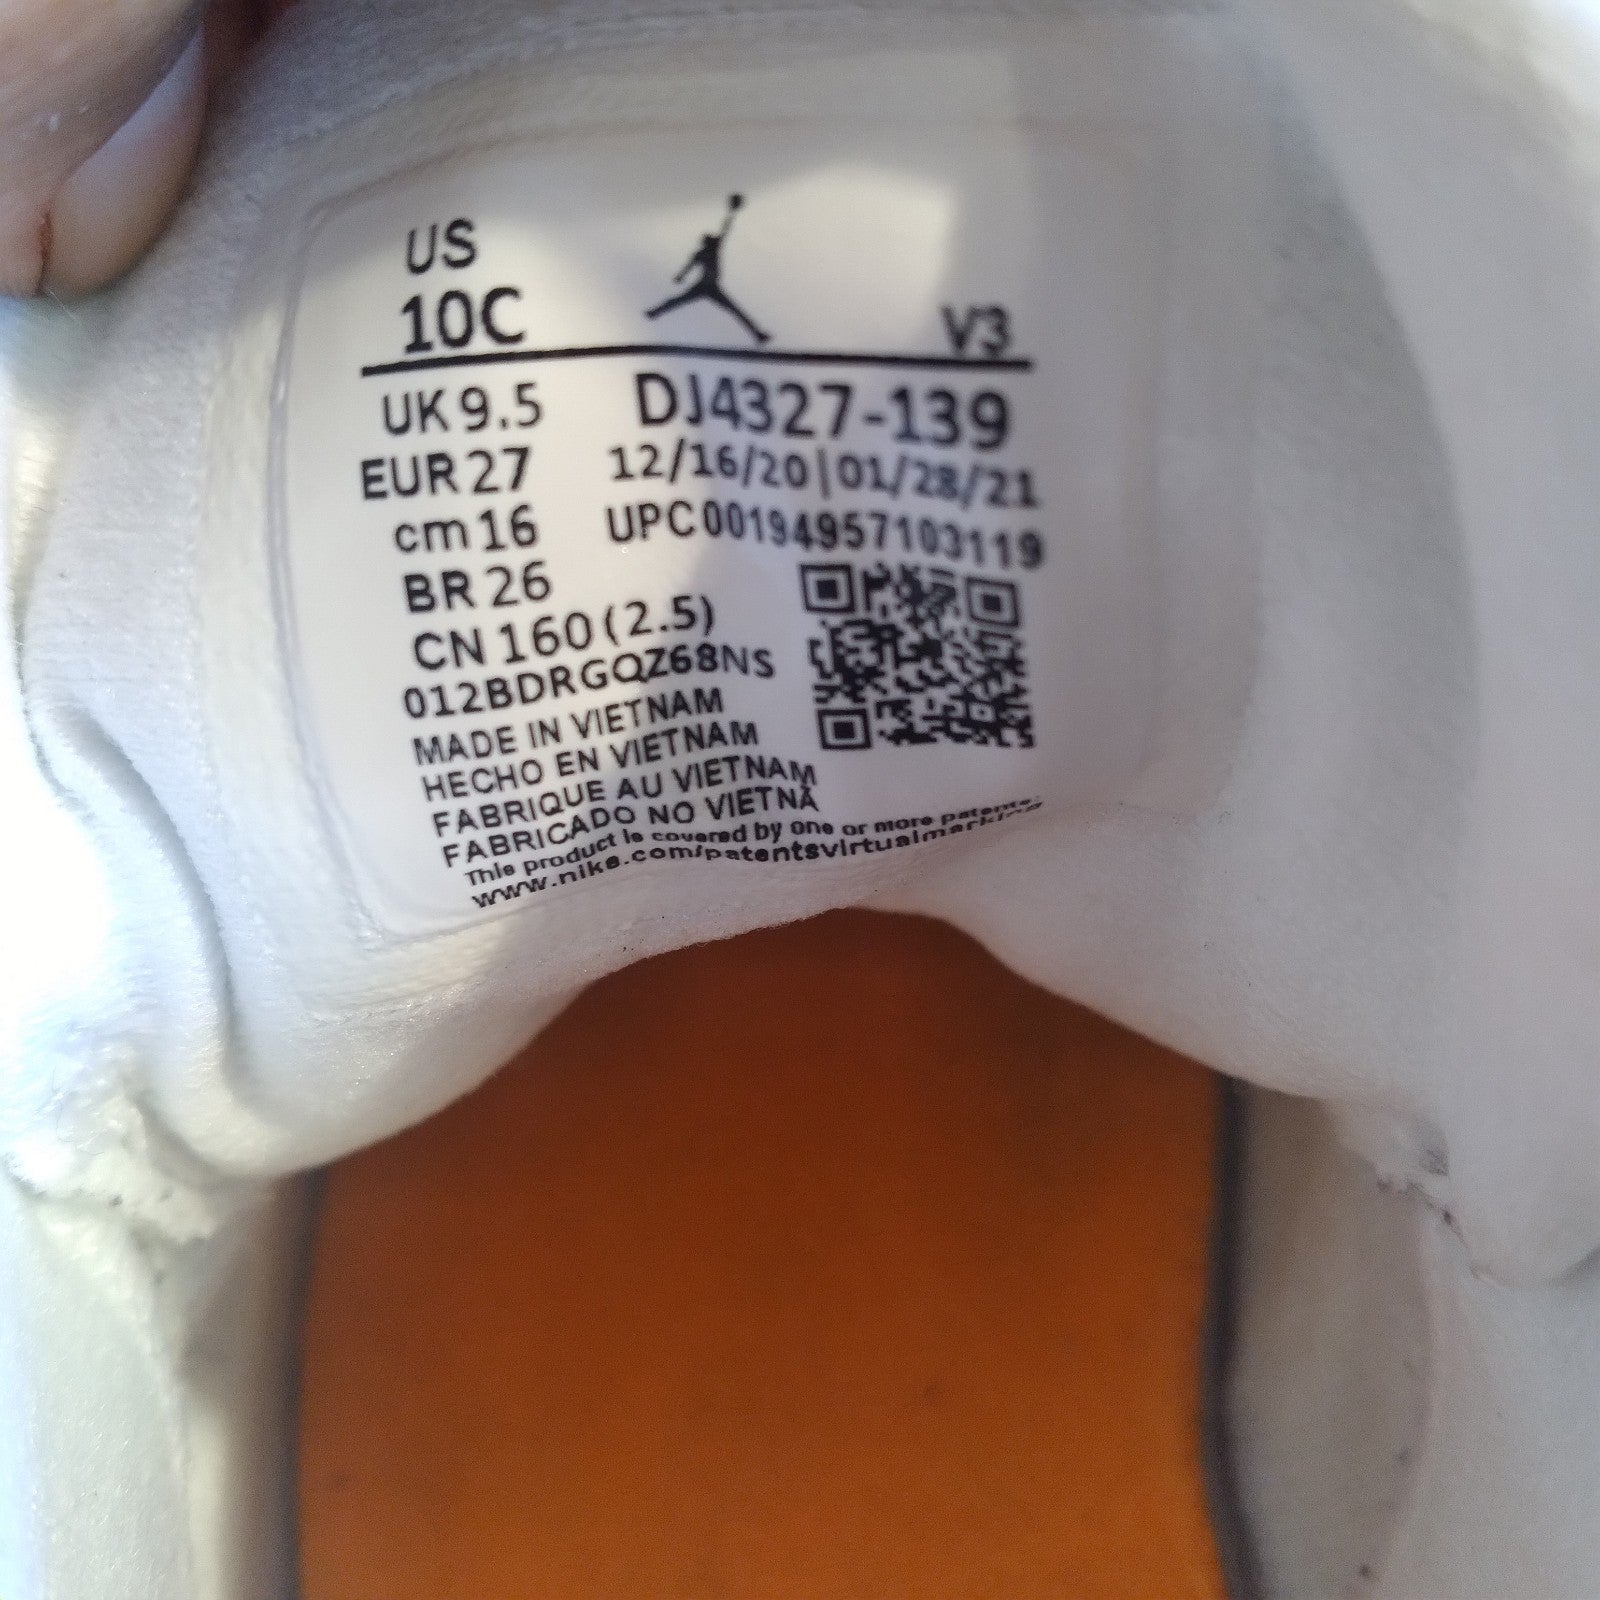 US
10C
V3
UK 9.5
DJ4327-139
EUR 27
12/16/20|01/28/21
cm 16
UPC00194957103119
BR 26
CN 160 (2.5)
012BDRGQZ68NS
MADE IN VIETNAM
HECHO EN VIETNAM
FABRIQUE AU VIETNAM
FABRICADO NO VIETNÃ
This product is covered by one or more patents.
www.nike.com/patentsvirtualmarking